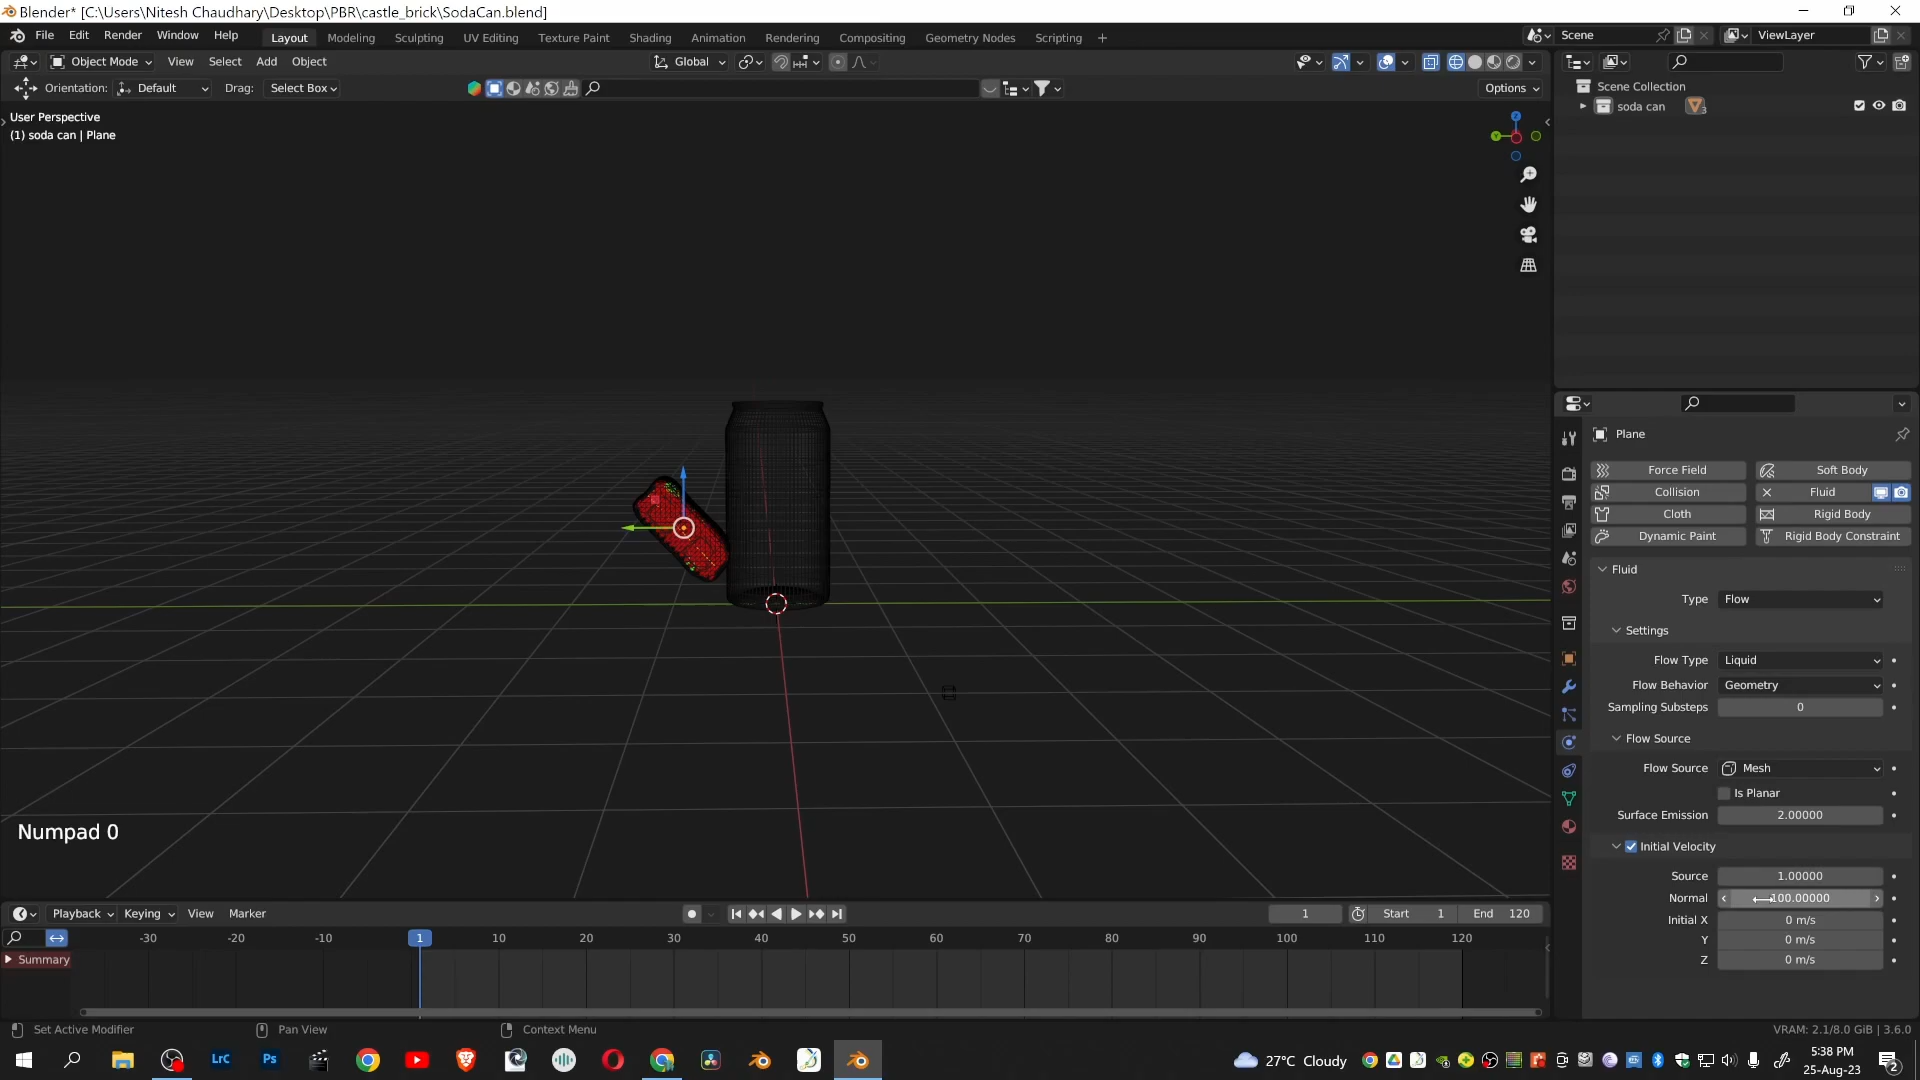 Blender* [C:\Users\Nitesh Chaudhary\Desktop\PBR\castle_brick\SodaCan.blend]
File Edit Render Window Help Layout Modeling Sculpting UV Editing Texture Paint Shading Animation Rendering Compositing Geometry Nodes Scripting + Scene ViewLayer
Object Mode View Select Add Object Global
Orientation: Default Drag: Select Box Options
User Perspective
(1) soda can | Plane
Scene Collection
soda can 3
Plane
Force Field Soft Body
Collision Fluid
Cloth Rigid Body
Dynamic Paint Rigid Body Constraint
Fluid
Type Flow
Settings
Flow Type Liquid
Flow Behavior Geometry
Sampling Substeps 0
Flow Source
Flow Source Mesh
Is Planar
Surface Emission 2.00000
Initial Velocity
Source 1.00000
Normal 100.00000
Initial X 0 m/s
Y 0 m/s
Z 0 m/s
Numpad 0
Playback Keying View Marker 1 Start 1 End 120
-30 -20 -10 1 10 20 30 40 50 60 70 80 90 100 110 120
Summary
Set Active Modifier Pan View Context Menu VRAM: 2.1/8.0 GiB | 3.6.0
LrC Ps 27°C Cloudy 5:38 PM
25-Aug-23 2